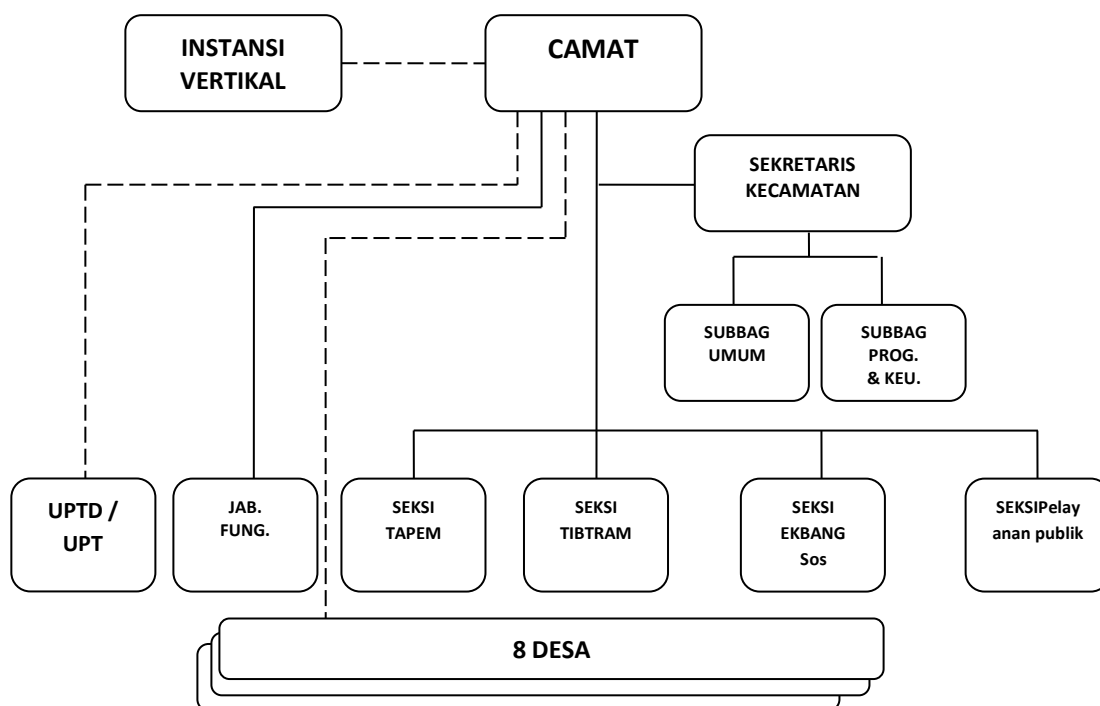 INSTANSI
VERTIKAL
CAMAT
SEKRETARIS
KECAMATAN
SUBBAG
UMUM
SUBBAG
PROG.
& KEU.
UPTD /
UPT
JAB.
FUNG.
SEKSI
TAPEM
SEKSI
TIBTRAM
SEKSI
EKBANG
Sos
SEKSIPelay
anan publik
8 DESA